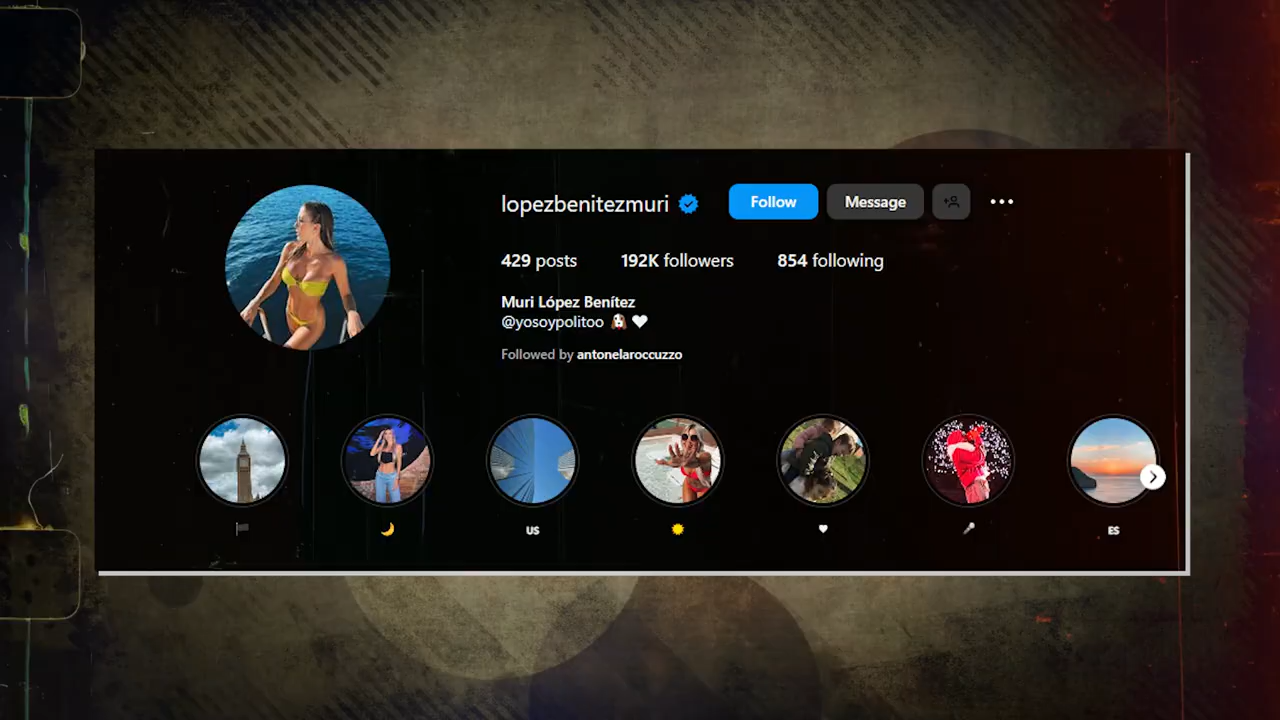 lopezbenitezmuri
Follow
Message
429 posts
192K followers
854 following
Muri López Benítez
@yosoypolitoo
Followed by antonelaroccuzzo
US
ES